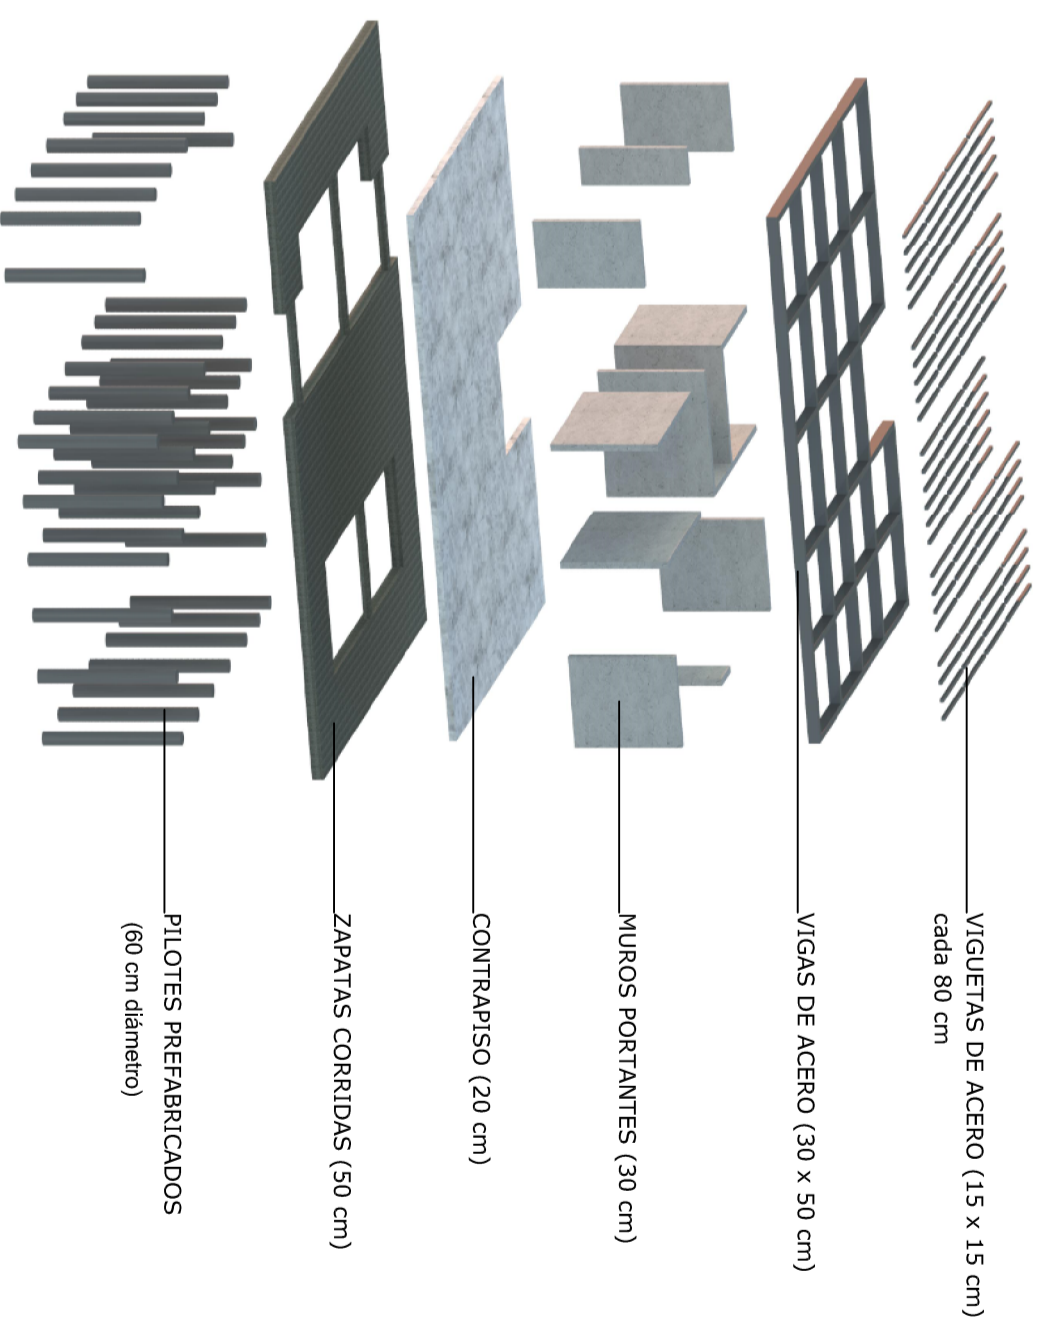 VIGUETAS DE ACERO (15 x 15 cm)
cada 80 cm
VIGAS DE ACERO (30 x 50 cm)
MUROS PORTANTES (30 cm)
CONTRAPISO (20 cm)
ZAPATAS CORRIDAS (50 cm)
PILOTES PREFABRICADOS
(60 cm diámetro)